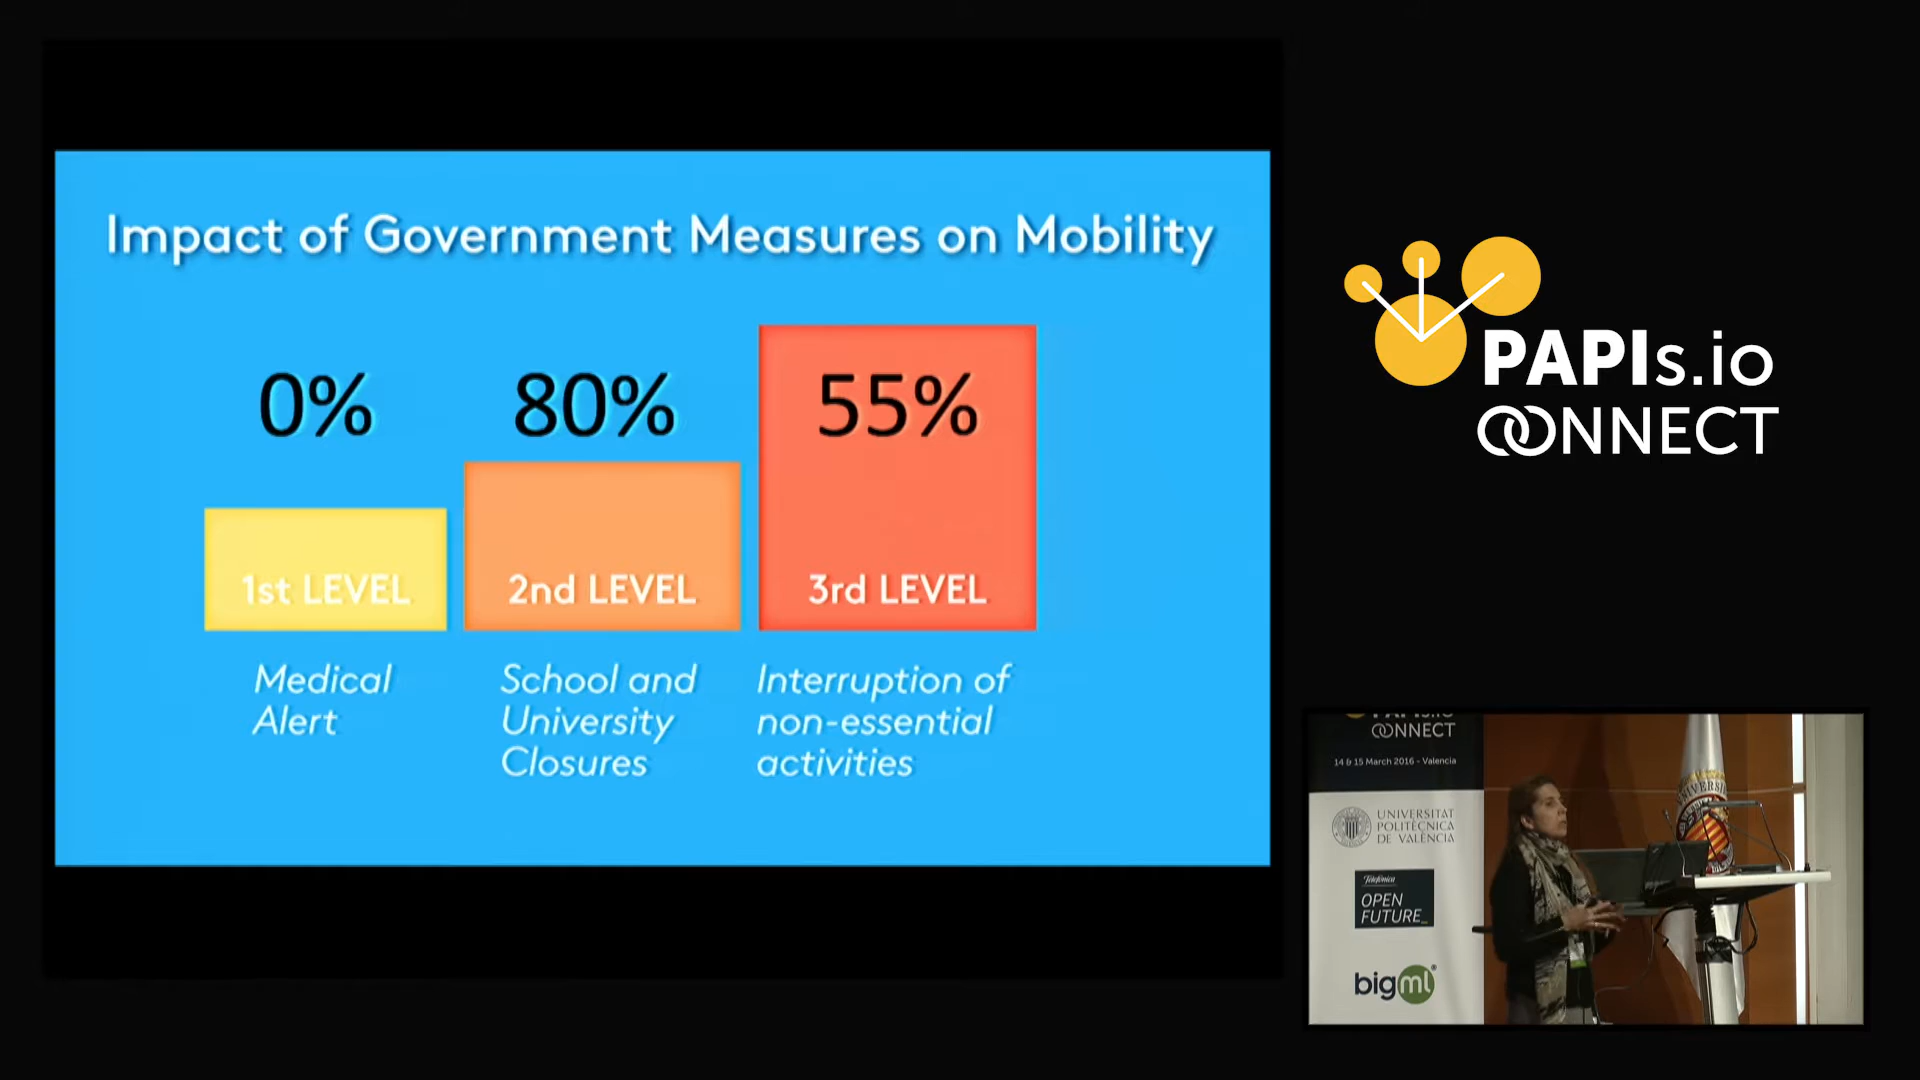 Impact of Government Measures on Mobility
0%
80%
55%
1st LEVEL
2nd LEVEL
3rd LEVEL
Medical
Alert
School and
University
Closures
Interruption of
non-essential
activities
PAPIs.io
CONNECT
CONNECT
14 & 15 March 2016 - Valencia
UNIVERSITAT
POLITÈCNICA
DE VALÈNCIA
Telefónica
OPEN
FUTURE_
bigml